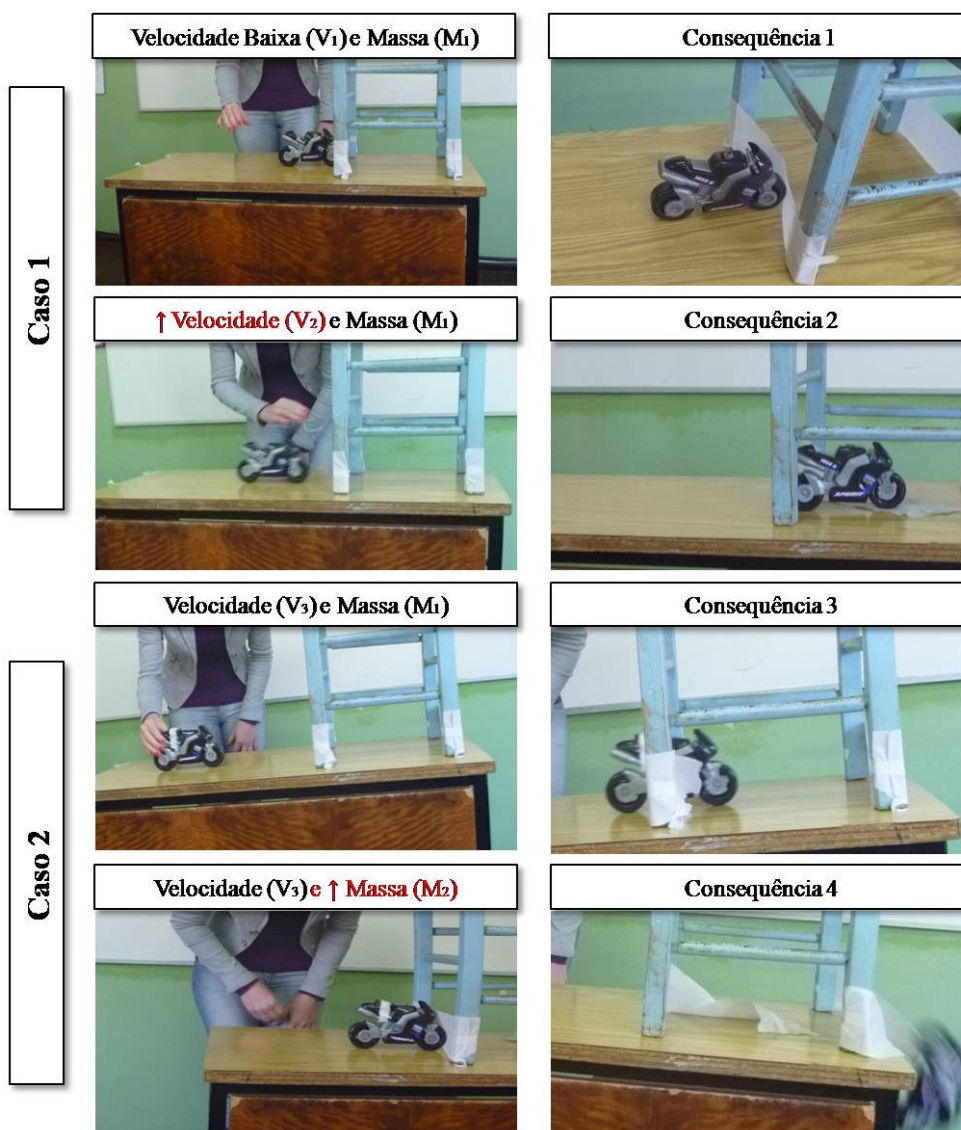 Velocidade Baixa (V₁) e Massa (M₁)
Consequência 1
Caso 1
↑ Velocidade (V₂) e Massa (M₁)
Consequência 2
Velocidade (V₃) e Massa (M₁)
Consequência 3
Caso 2
Velocidade (V₃) e ↑ Massa (M₂)
Consequência 4